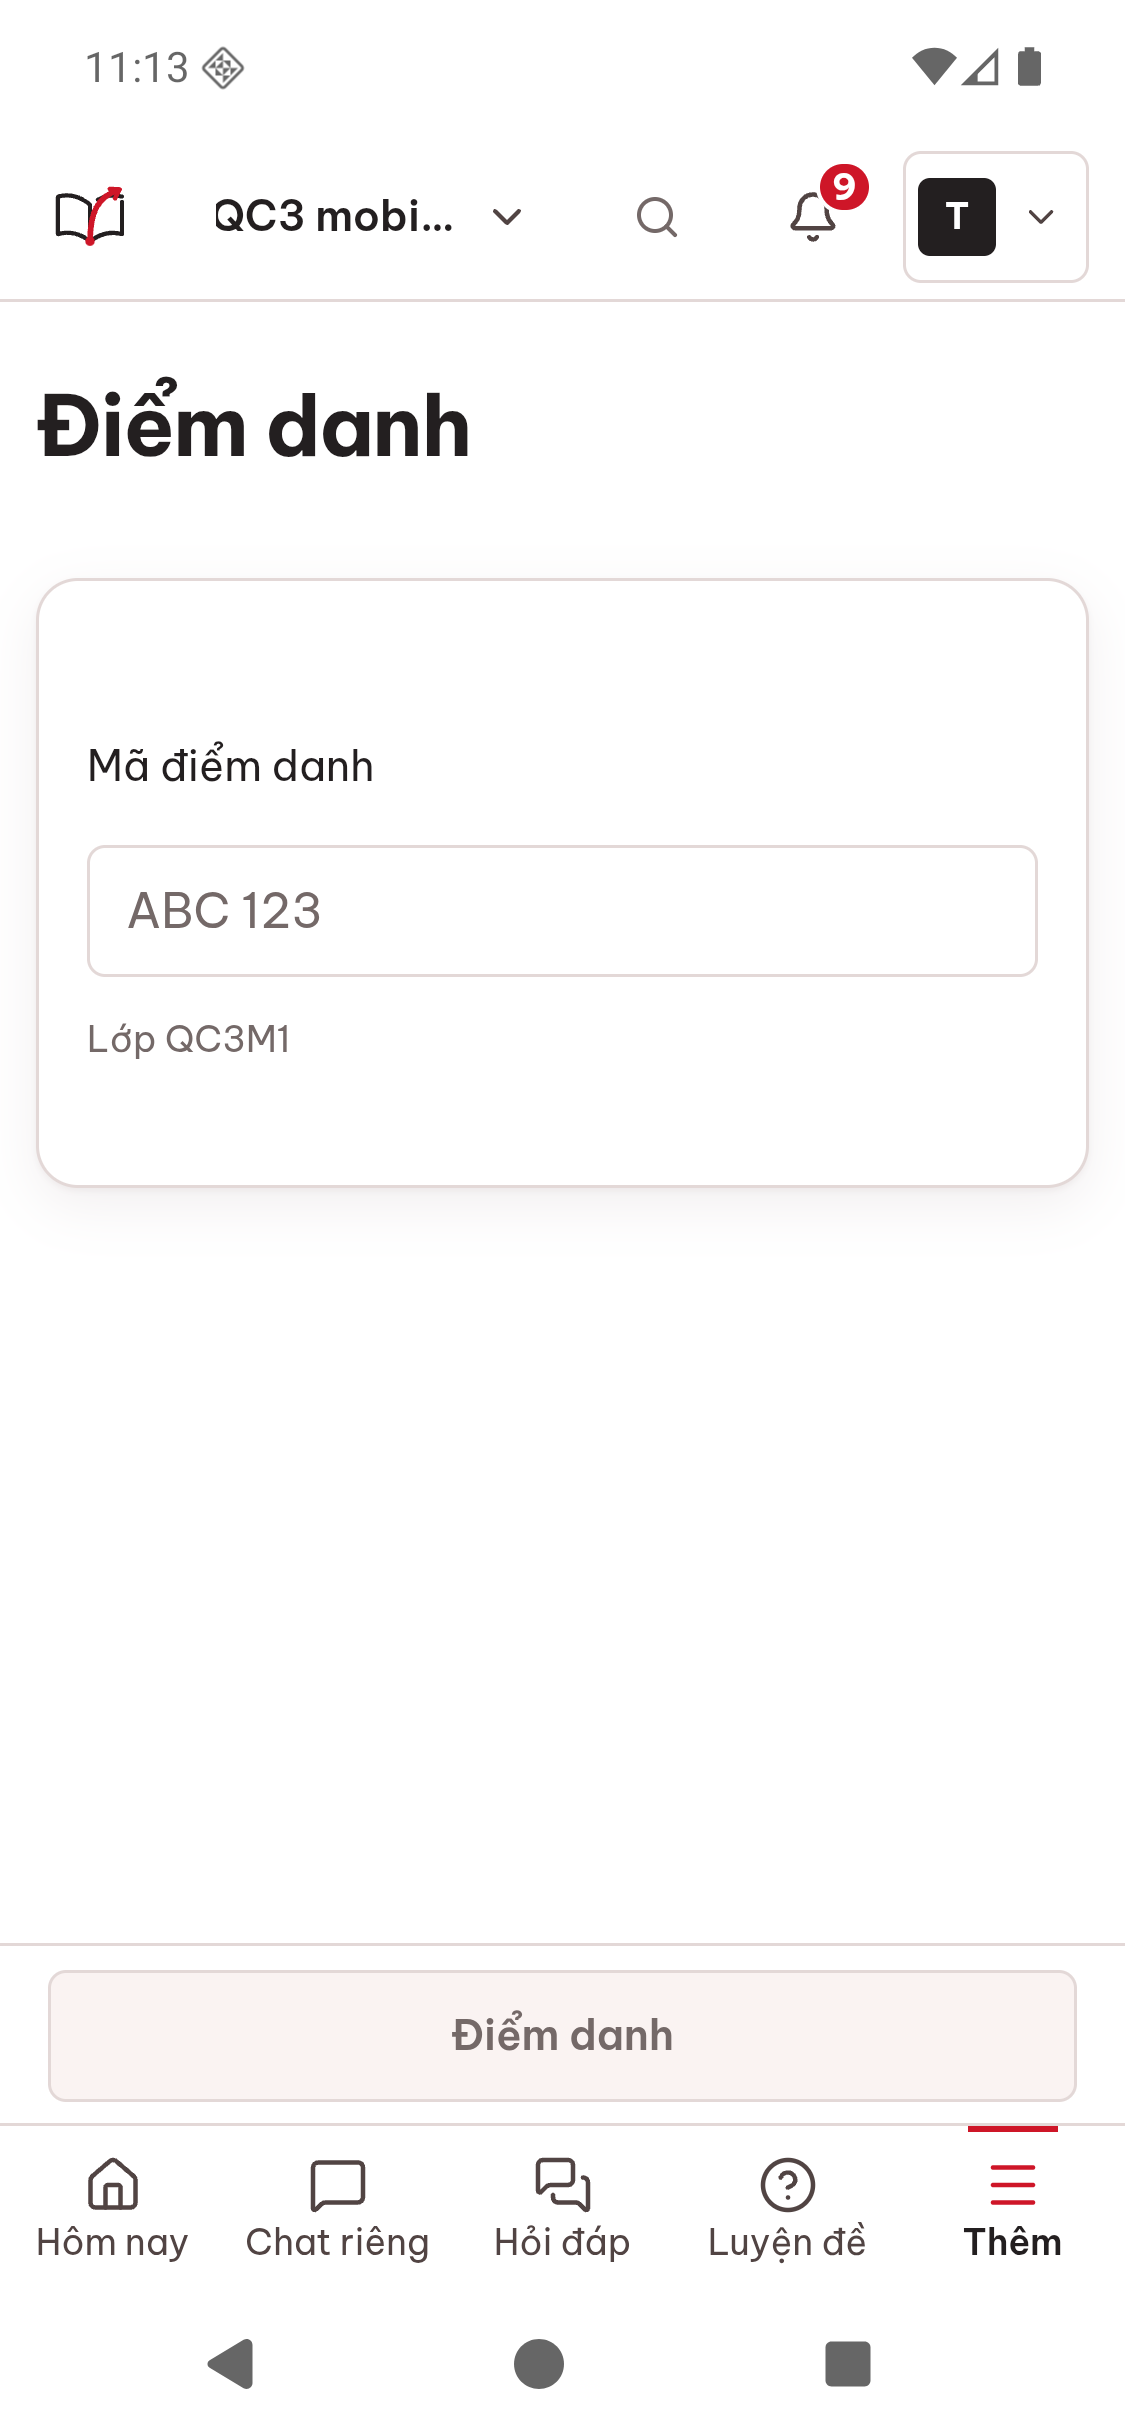 11:13
QC3 mobi...
9
T
Điểm danh
Mã điểm danh
ABC 123
Lớp QC3M1
Điểm danh
Hôm nay
Chat riêng
Hỏi đáp
Luyện đề
Thêm